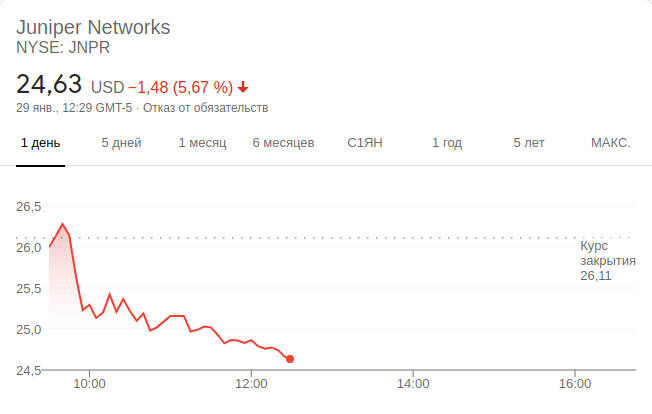 Juniper Networks
NYSE: JNPR
24,63 USD −1,48 (5,67 %)
29 янв., 12:29 GMT-5 · Отказ от обязательств
1 день 5 дней 1 месяц 6 месяцев С1ЯН 1 год 5 лет МАКС.
26,5
26,0
25,5
25,0
24,5
Курс
закрытия
26,11
10:00 12:00 14:00 16:00